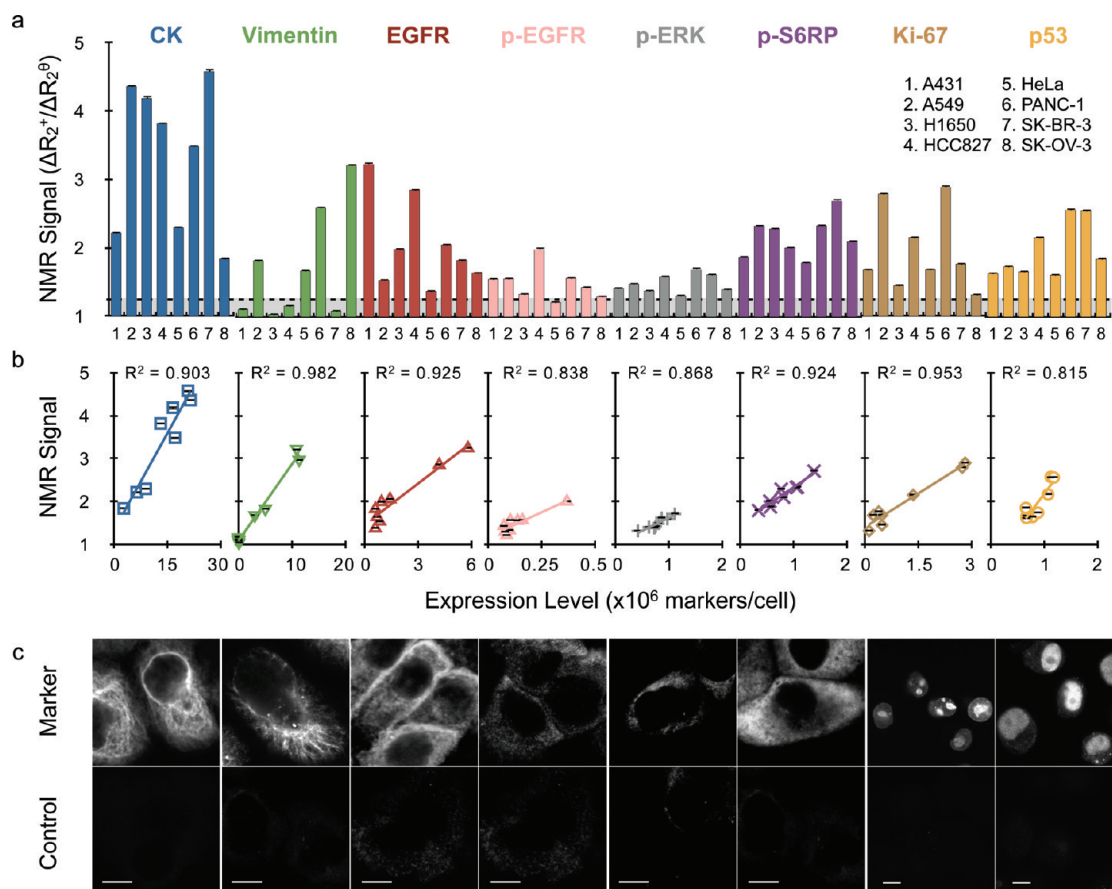 a
CK Vimentin EGFR p-EGFR p-ERK p-S6RP Ki-67 p53
NMR Signal (ΔR₂⁺/ΔR₂⁰)
5
4
3
2
1
1. A431 5. HeLa
2. A549 6. PANC-1
3. H1650 7. SK-BR-3
4. HCC827 8. SK-OV-3
1 2 3 4 5 6 7 8 1 2 3 4 5 6 7 8 1 2 3 4 5 6 7 8 1 2 3 4 5 6 7 8 1 2 3 4 5 6 7 8 1 2 3 4 5 6 7 8 1 2 3 4 5 6 7 8 1 2 3 4 5 6 7 8
b
R² = 0.903 R² = 0.982 R² = 0.925 R² = 0.838 R² = 0.868 R² = 0.924 R² = 0.953 R² = 0.815
NMR Signal
5
4
3
2
1
0 15 30 0 10 20 0 3 6 0 0.25 0.5 0 1 2 0 1 2 0 1.5 3 0 1 2
Expression Level (x10⁶ markers/cell)
c
Marker
Control